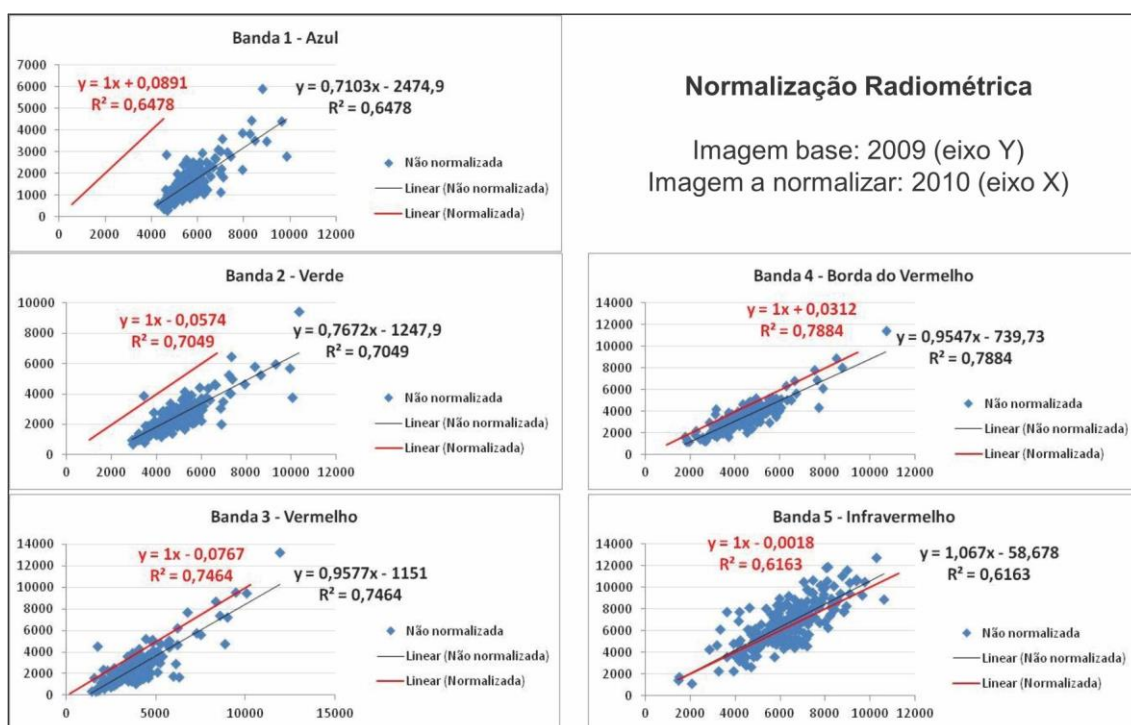 Banda 1 - Azul
7000
6000
5000
4000
3000
2000
1000
0
0 2000 4000 6000 8000 10000 12000
y = 1x + 0,0891
R² = 0,6478
y = 0,7103x - 2474,9
R² = 0,6478
Não normalizada
Linear (Não normalizada)
Linear (Normalizada)
Normalização Radiométrica
Imagem base: 2009 (eixo Y)
Imagem a normalizar: 2010 (eixo X)
Banda 2 - Verde
10000
8000
6000
4000
2000
0
0 2000 4000 6000 8000 10000 12000
y = 1x - 0,0574
R² = 0,7049
y = 0,7672x - 1247,9
R² = 0,7049
Não normalizada
Linear (Não normalizada)
Linear (Normalizada)
Banda 4 - Borda do Vermelho
14000
12000
10000
8000
6000
4000
2000
0
0 2000 4000 6000 8000 10000 12000
y = 1x + 0,0312
R² = 0,7884
y = 0,9547x - 739,73
R² = 0,7884
Não normalizada
Linear (Não normalizada)
Linear (Normalizada)
Banda 3 - Vermelho
14000
12000
10000
8000
6000
4000
2000
0
0 5000 10000 15000
y = 1x - 0,0767
R² = 0,7464
y = 0,9577x - 1151
R² = 0,7464
Não normalizada
Linear (Não normalizada)
Linear (Normalizada)
Banda 5 - Infravermelho
14000
12000
10000
8000
6000
4000
2000
0
0 2000 4000 6000 8000 10000 12000
y = 1x - 0,0018
R² = 0,6163
y = 1,067x - 58,678
R² = 0,6163
Não normalizada
Linear (Não normalizada)
Linear (Normalizada)